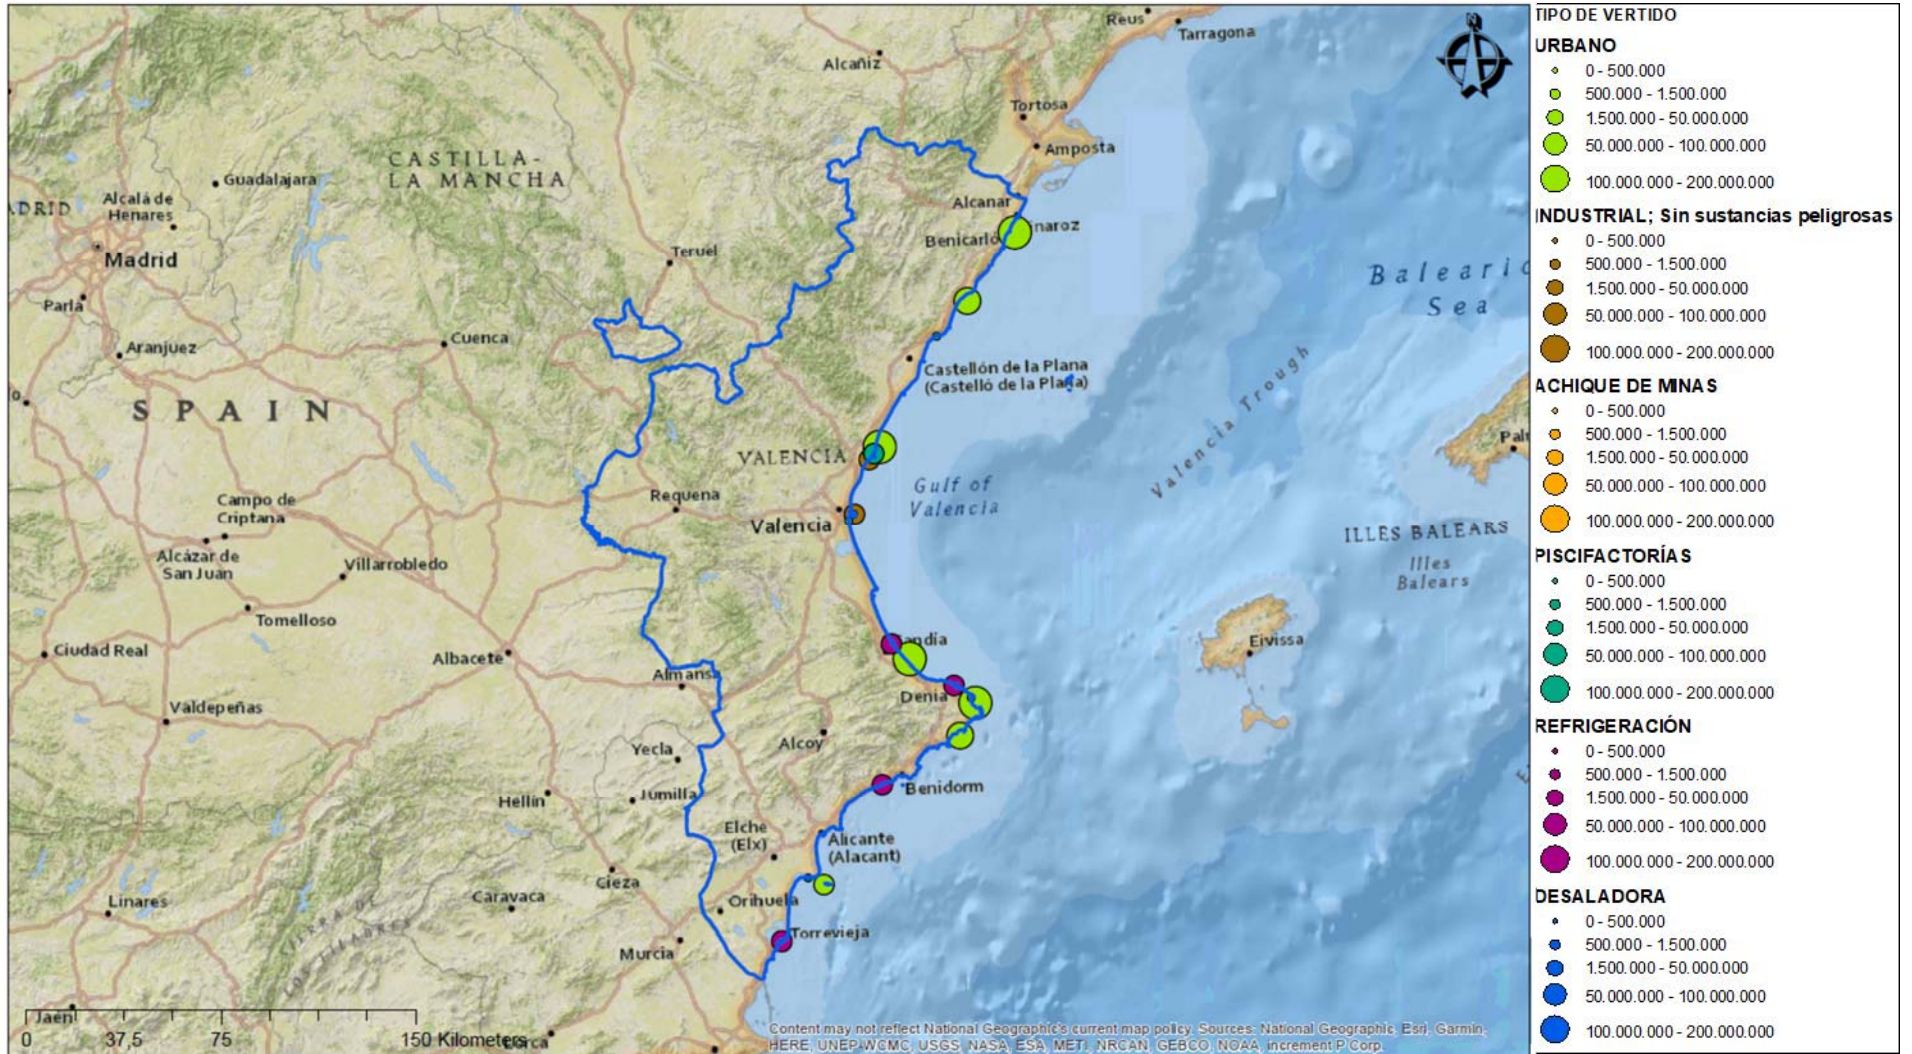 Reus
Tarragona
Alcañiz
Tortosa
Amposta
CASTILLA-
LA MANCHA
Guadalajara
Alcalá de
Henares
ADRID
Madrid
Parla
Aranjuez
Teruel
Cuenca
Alcanar
Benicarló
naroz
Castellón de la Plana
(Castelló de la Plana)
Balearic
Sea
Valencia Trough
SPAIN
VALENCIA
Gulf of
Valencia
Requena
Valencia
Campo de
Criptana
Alcázar de
San Juan
Villarrobledo
Tomelloso
Ciudad Real
Albacete
Valdepeñas
Almansa
ILLES BALEARS
Illes
Balears
Eivissa
andía
Denia
Alcoy
Yecla
Jumilla
Hellín
Benidorm
Elche
(Elx)
Alicante
(Alacant)
Cieza
Caravaca
Orihuela
Linares
Torrevieja
Murcia
Jaén
0 37,5 75 150 Kilometers
Content may not reflect National Geographic's current map policy. Sources: National Geographic, Esri, Garmin,
HERE, UNEP-WCMC, USGS, NASA, ESA, METI, NRCAN, GEBCO, NOAA, increment P Corp.
N
TIPO DE VERTIDO
URBANO
0 - 500.000
500.000 - 1.500.000
1.500.000 - 50.000.000
50.000.000 - 100.000.000
100.000.000 - 200.000.000
INDUSTRIAL; Sin sustancias peligrosas
0 - 500.000
500.000 - 1.500.000
1.500.000 - 50.000.000
50.000.000 - 100.000.000
100.000.000 - 200.000.000
ACHIQUE DE MINAS
0 - 500.000
500.000 - 1.500.000
1.500.000 - 50.000.000
50.000.000 - 100.000.000
100.000.000 - 200.000.000
PISCIFACTORÍAS
0 - 500.000
500.000 - 1.500.000
1.500.000 - 50.000.000
50.000.000 - 100.000.000
100.000.000 - 200.000.000
REFRIGERACIÓN
0 - 500.000
500.000 - 1.500.000
1.500.000 - 50.000.000
50.000.000 - 100.000.000
100.000.000 - 200.000.000
DESALADORA
0 - 500.000
500.000 - 1.500.000
1.500.000 - 50.000.000
50.000.000 - 100.000.000
100.000.000 - 200.000.000